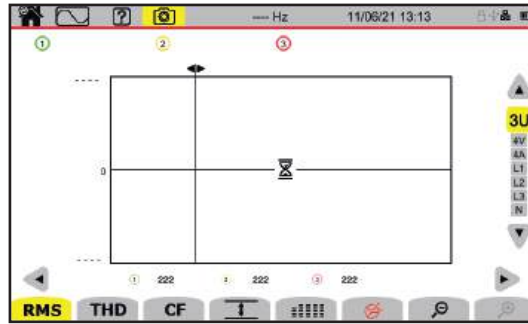 ? ---- Hz 11/06/21 13:13
1 2 3
----
3U
4V
4A
L1
L2
L3
N
0
----
1 222 2 222 3 222
RMS THD CF